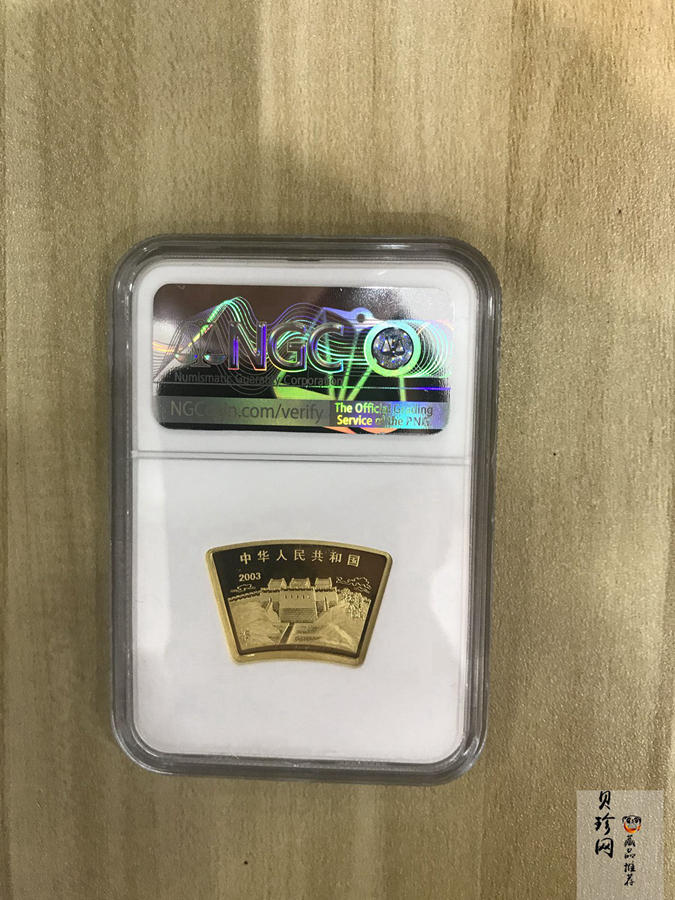 NGC
Numismatic Guaranty Corporation
NGCcoin.com/verify
The Official Grading
Service of the PNG
中华人民共和国
2003
贝珍网
藏品推荐